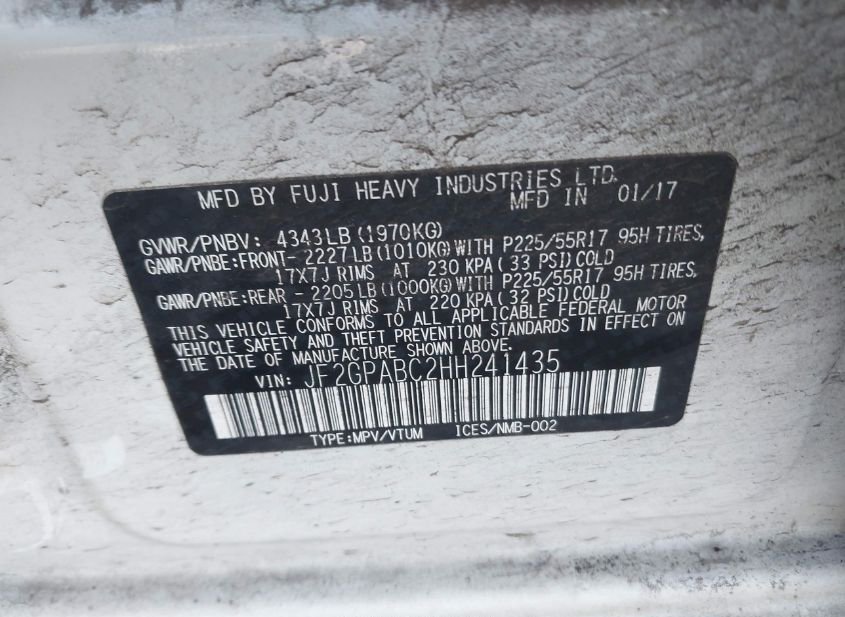 MFD BY FUJI HEAVY INDUSTRIES LTD.
MFD IN 01/17
GVWR/PNBV: 4343LB(1970KG)
GAWR/PNBE:FRONT-2227LB(1010KG)WITH P225/55R17 95H TIRES,
17X7J RIMS AT 230 KPA(33 PSI)COLD
GAWR/PNBE:REAR -2205LB(1000KG)WITH P225/55R17 95H TIRES,
17X7J RIMS AT 220 KPA(32 PSI)COLD
THIS VEHICLE CONFORMS TO ALL APPLICABLE FEDERAL MOTOR
VEHICLE SAFETY AND THEFT PREVENTION STANDARDS IN EFFECT ON
THE DATE OF MANUFACTURE SHOWN ABOVE.
VIN: JF2GPABC2HH241435
TYPE:MPV/VTUM ICES/NMB-002